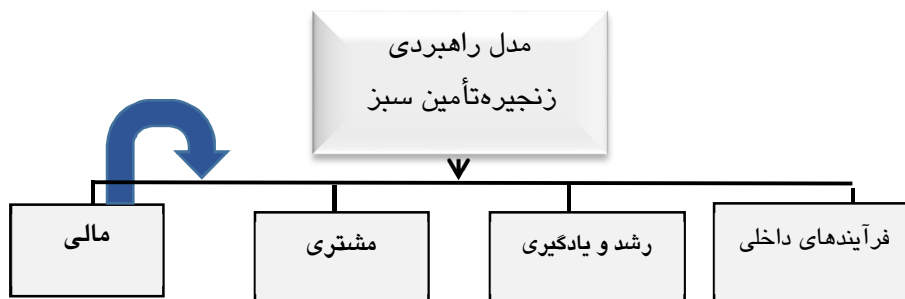 مدل راهبردی
زنجیره‌تأمین سبز
فرآیندهای داخلی
رشد و یادگیری
مشتری
مالی